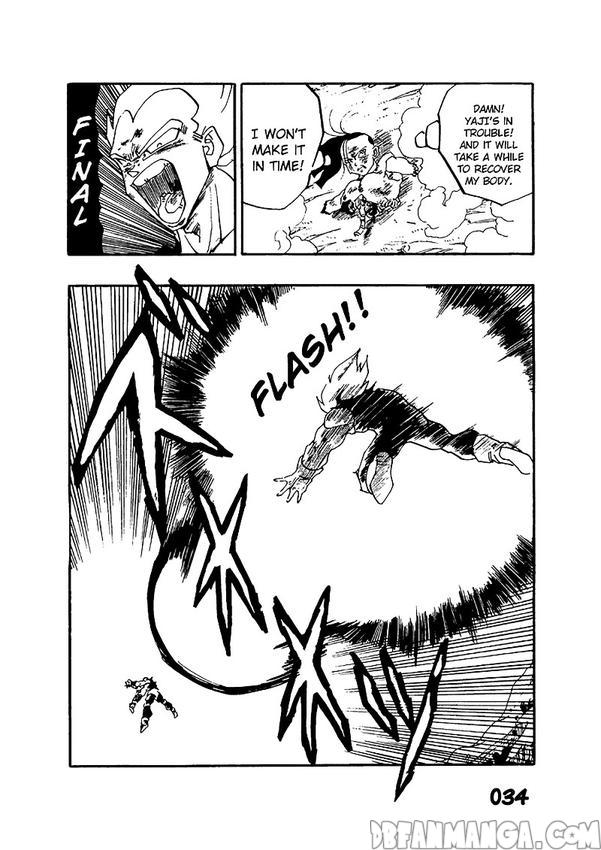 DAMN!
YAJI'S IN
TROUBLE!
AND IT WILL
TAKE A WHILE
TO RECOVER
MY BODY.
I WON'T
MAKE IT
IN TIME!
FINAL
FLASH!!
034
DBFANMANGA.COM